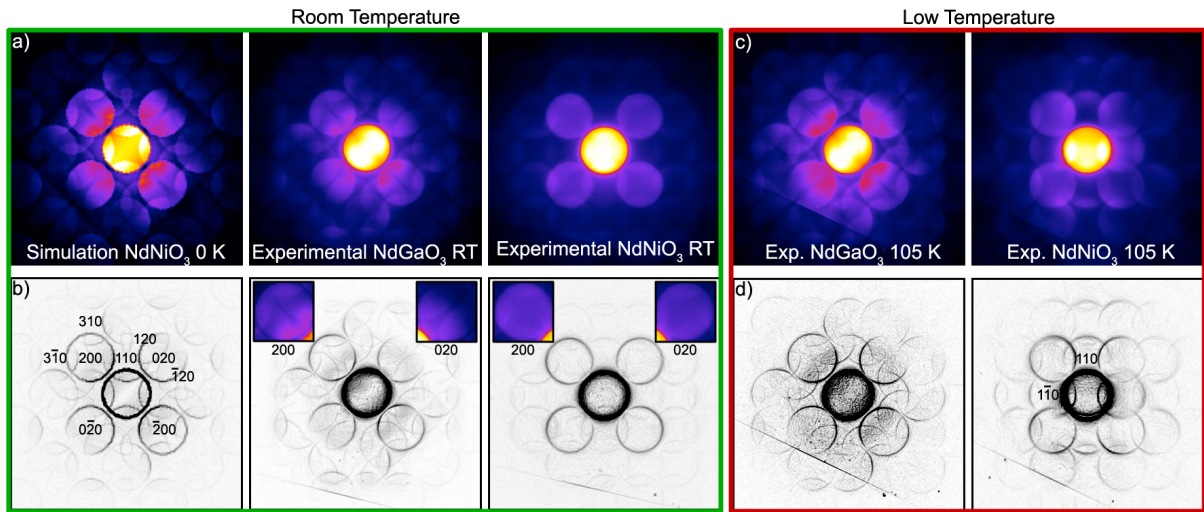 Room Temperature
Low Temperature
a)
c)
Simulation NdNiO₃ 0 K
Experimental NdGaO₃ RT
Experimental NdNiO₃ RT
Exp. NdGaO₃ 105 K
Exp. NdNiO₃ 105 K
b)
d)
310
120
31̅0
200
110
020
1̅20
02̅0
2̅00
200
020
200
020
110
11̅0